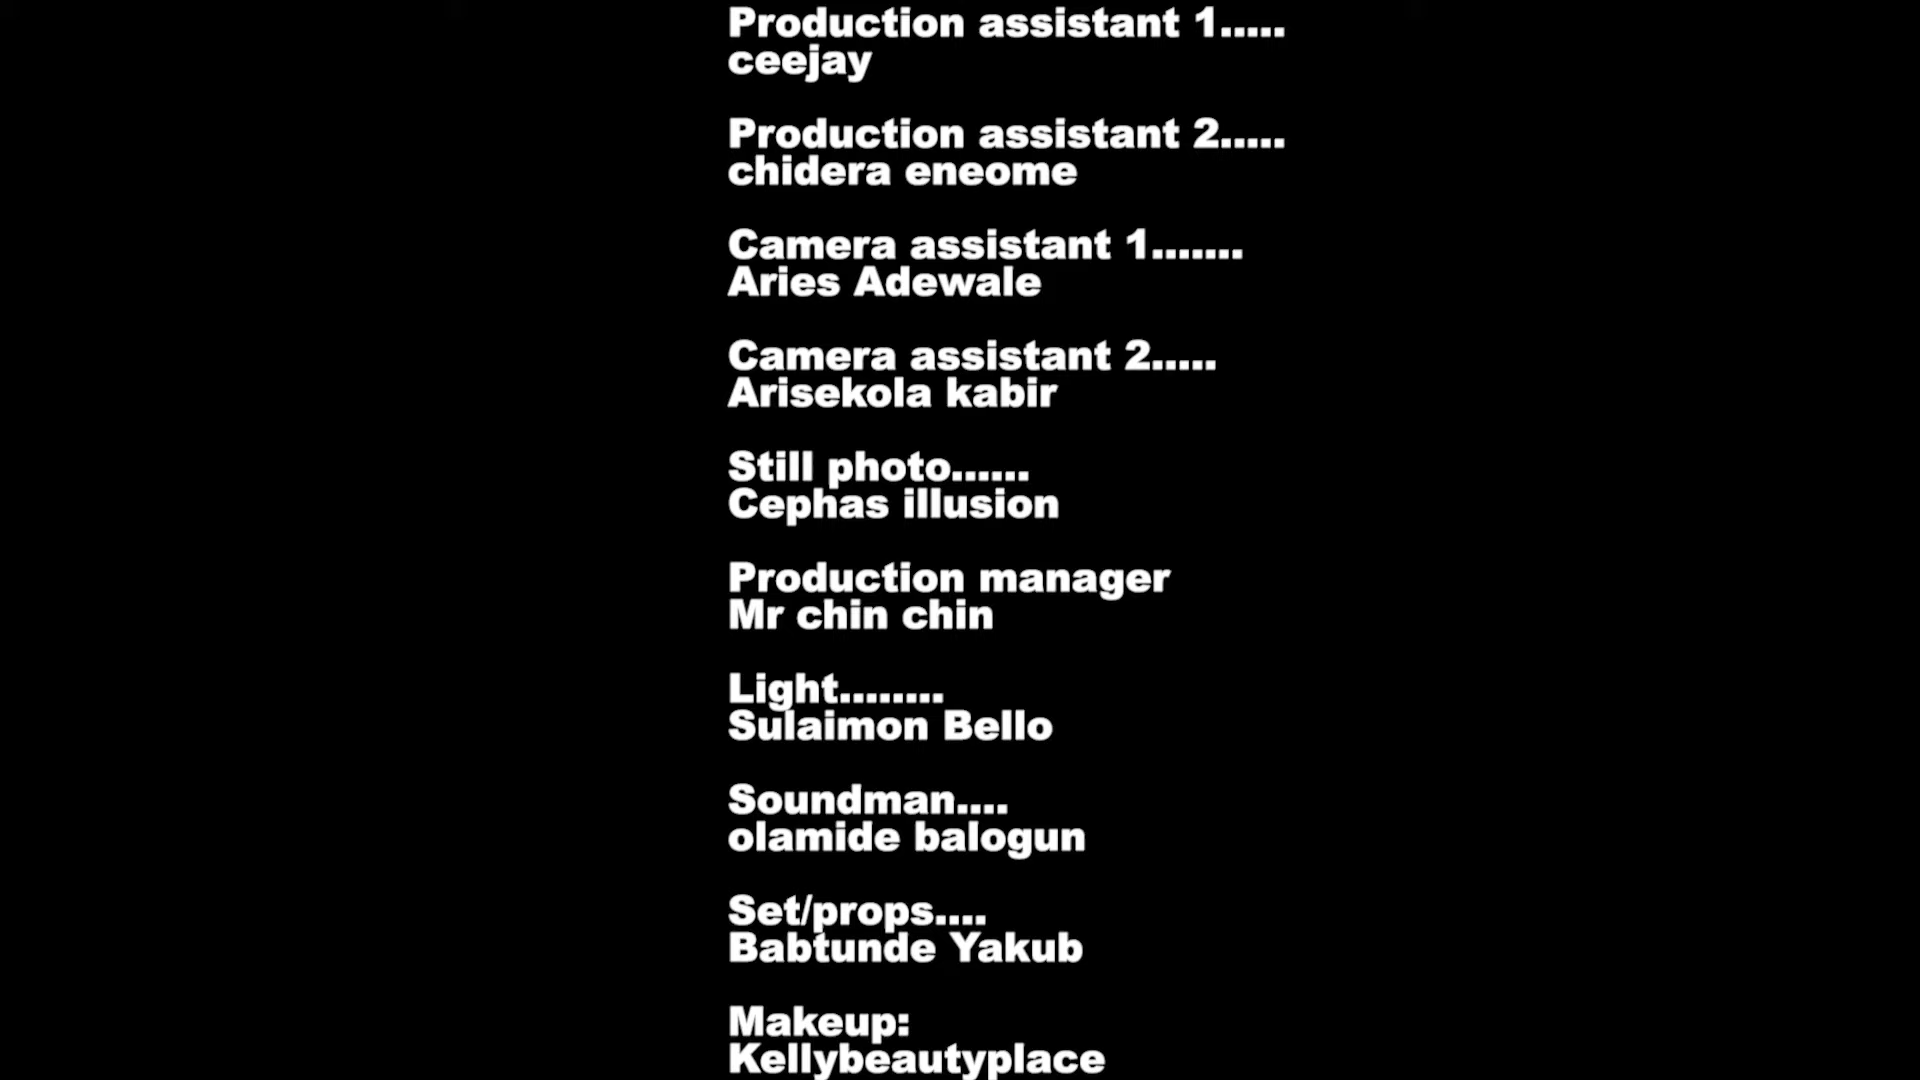 Production assistant 1.....
ceejay
Production assistant 2.....
chidera eneome
Camera assistant 1.......
Aries Adewale
Camera assistant 2.....
Arisekola kabir
Still photo......
Cephas illusion
Production manager
Mr chin chin
Light........
Sulaimon Bello
Soundman....
olamide balogun
Set/props....
Babtunde Yakub
Makeup:
Kellybeautyplace